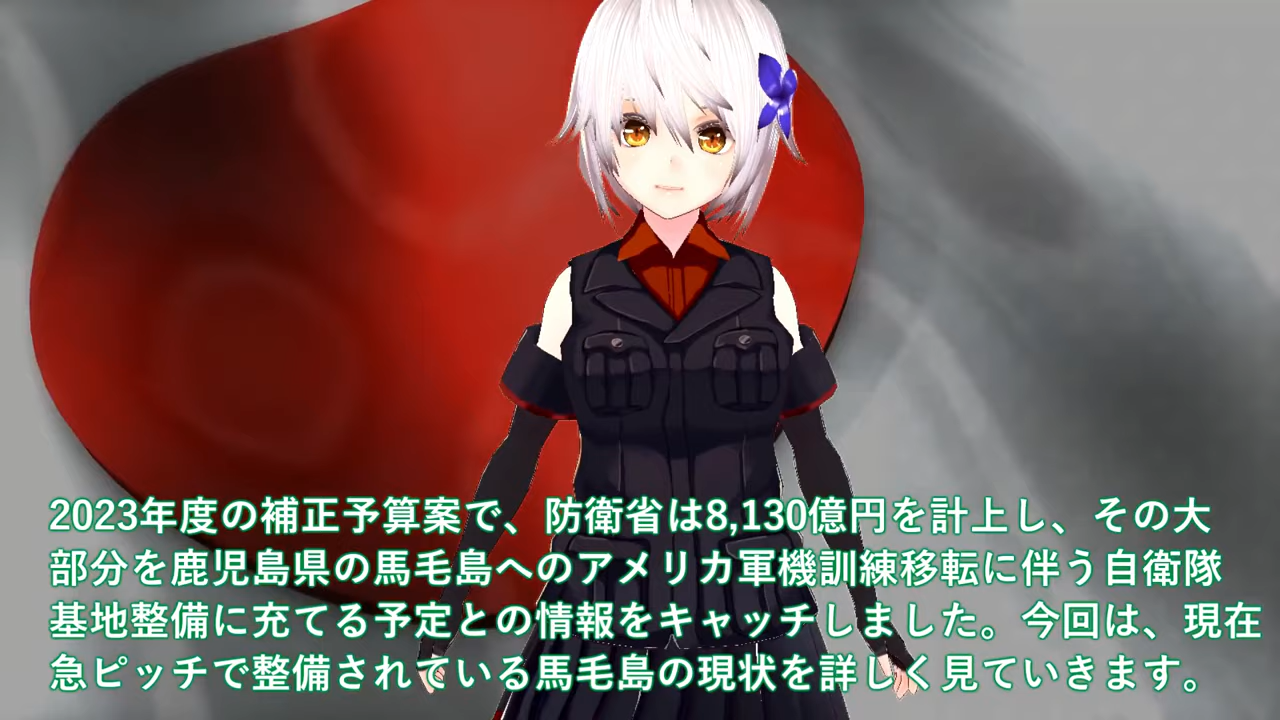 2023年度の補正予算案で、防衛省は8,130億円を計上し、その大
部分を鹿児島県の馬毛島へのアメリカ軍機訓練移転に伴う自衛隊
基地整備に充てる予定との情報をキャッチしました。今回は、現在
急ピッチで整備されている馬毛島の現状を詳しく見ていきます。